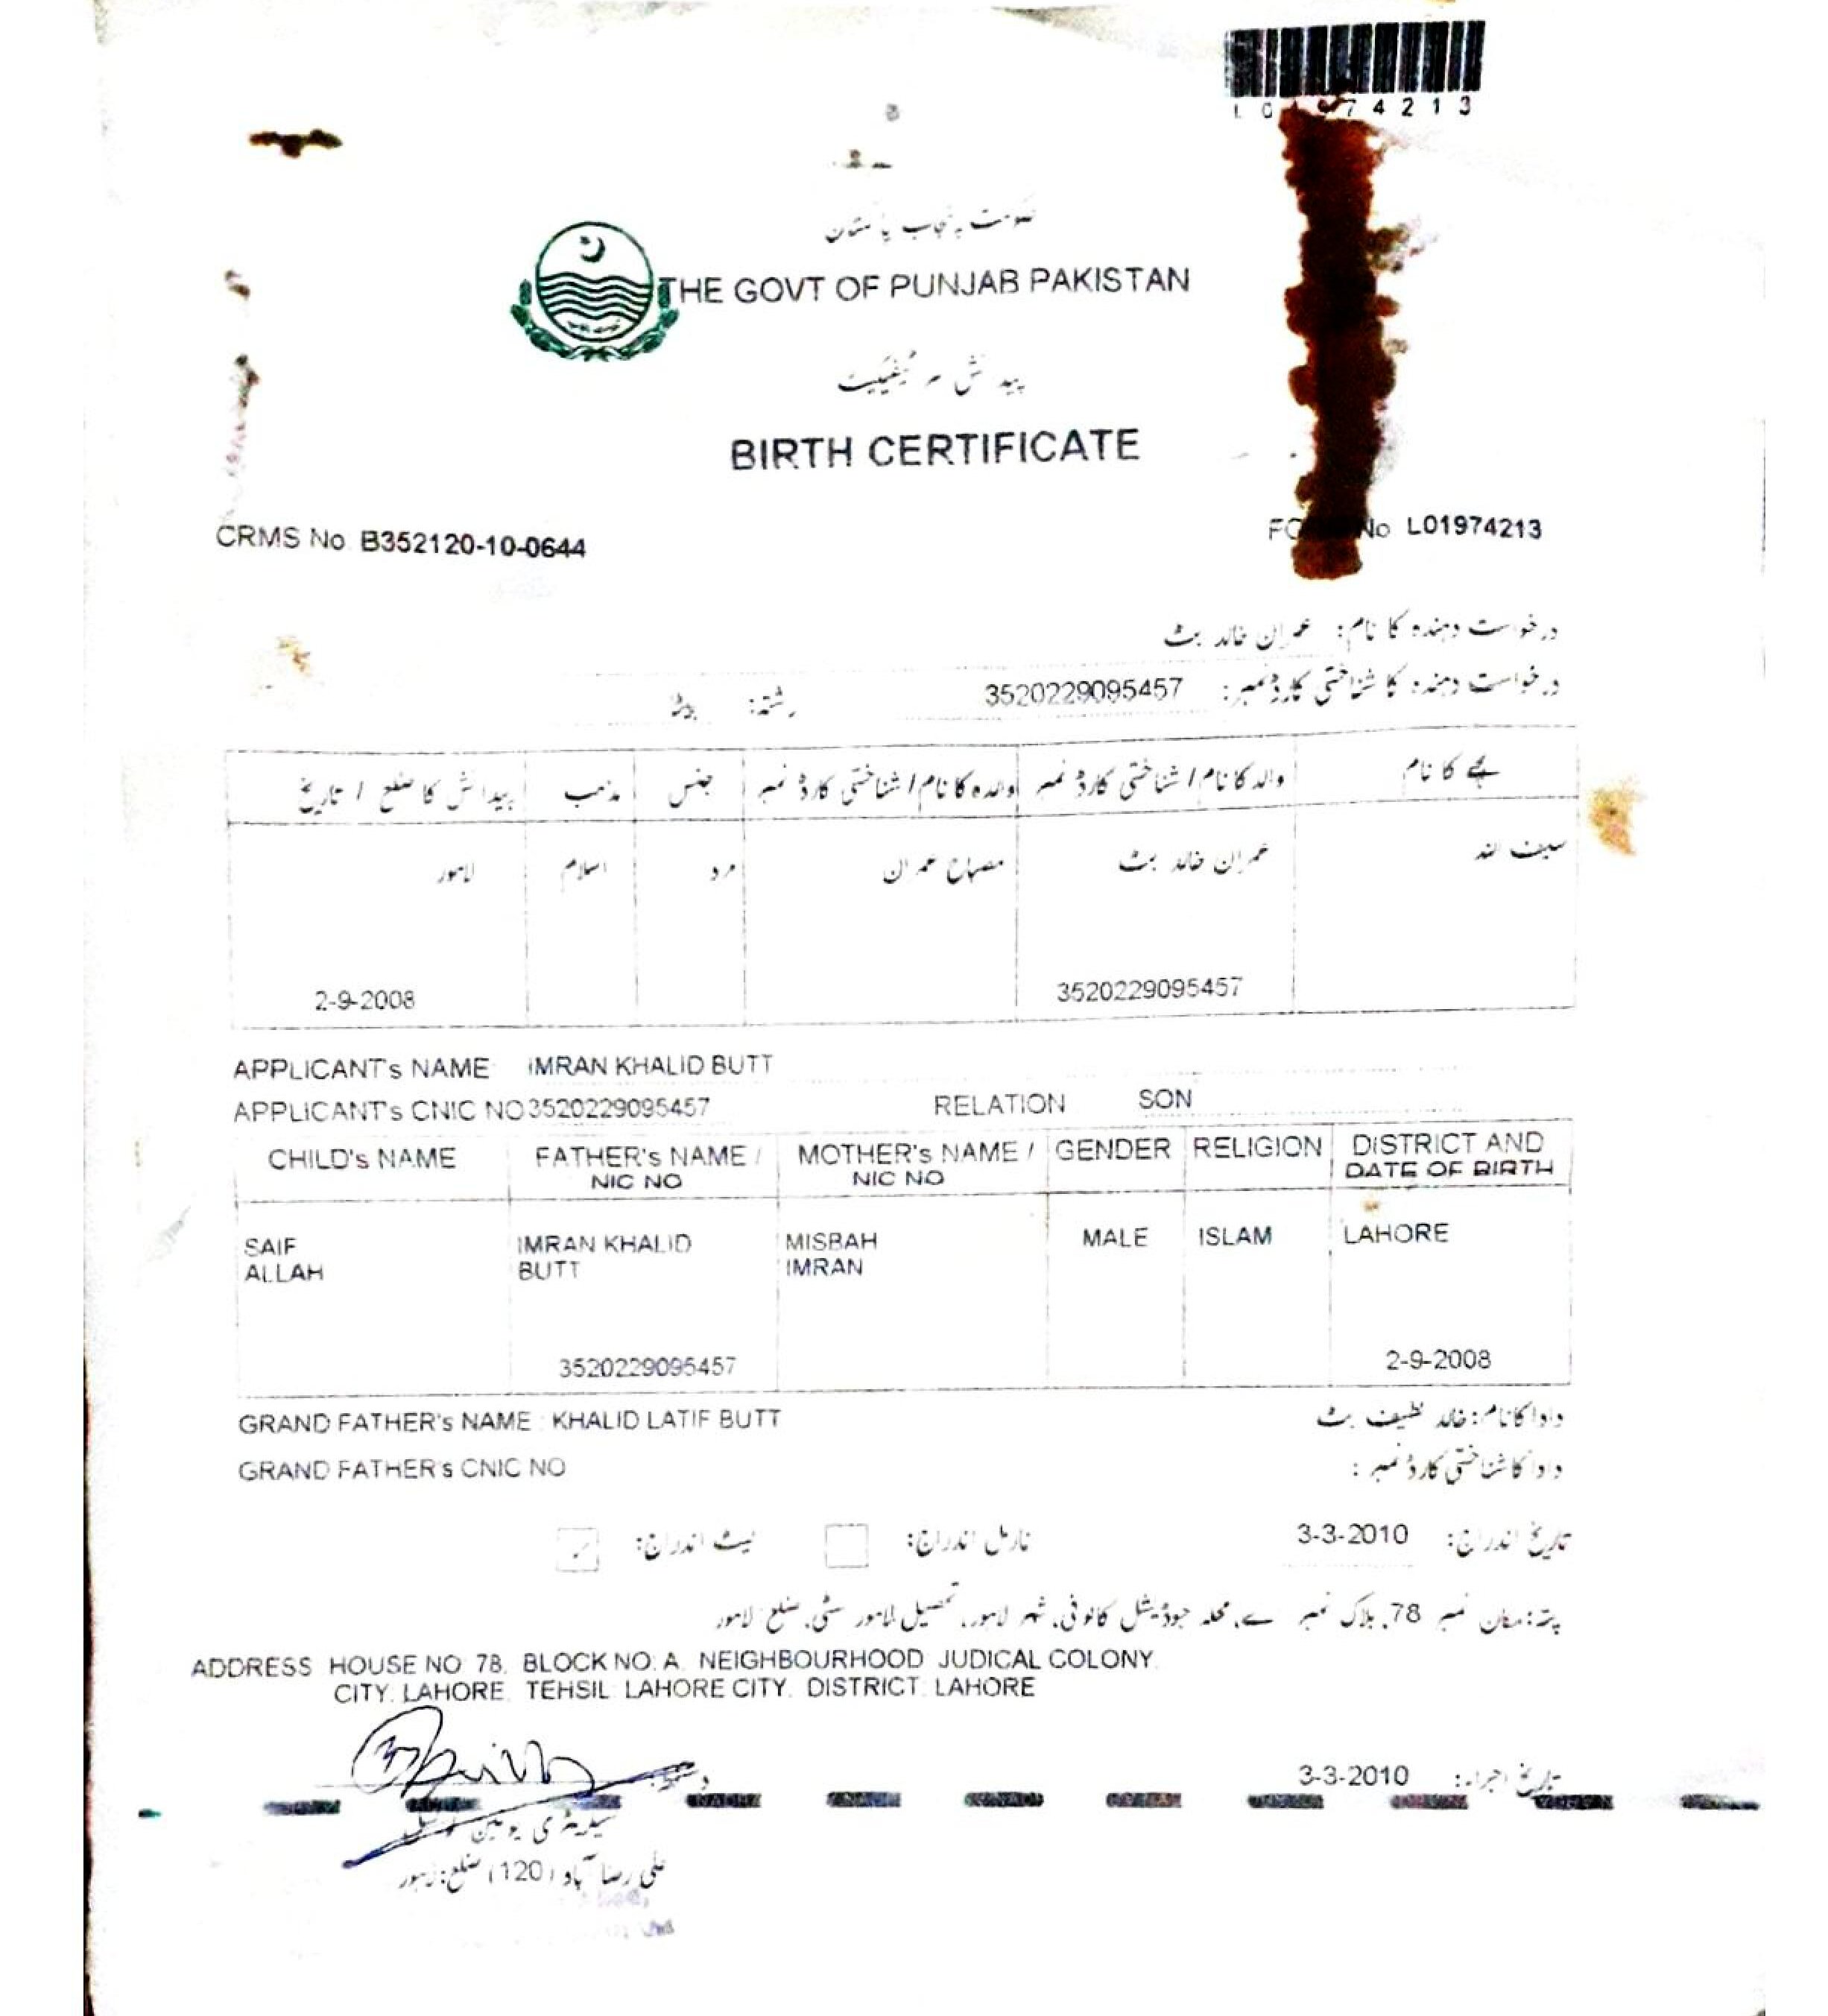 74213
حکومت پنجاب پاکستان
THE GOVT OF PUNJAB PAKISTAN
پیدائش سرٹیفیکیٹ
BIRTH CERTIFICATE
CRMS No B352120-10-0644 No L01974213
درخواست دہندہ کا نام: عمران خالد بٹ
درخواست دہندہ کا شناختی کارڈ نمبر: 3520229095457 رشتہ: بیٹا
بچے کا نام والد کا نام / شناختی کارڈ نمبر والدہ کا نام / شناختی کارڈ نمبر جنس مذہب پیدائش کا ضلع / تاریخ
سیف اللہ عمران خالد بٹ مصباح عمران مرد اسلام لاہور
3520229095457 2-9-2008
APPLICANT's NAME IMRAN KHALID BUTT
APPLICANT's CNIC NO 3520229095457 RELATION SON
CHILD's NAME FATHER's NAME / MOTHER's NAME / GENDER RELIGION DISTRICT AND
NIC NO NIC NO DATE OF BIRTH
SAIF IMRAN KHALID MISBAH MALE ISLAM LAHORE
ALLAH BUTT IMRAN
3520229095457 2-9-2008
GRAND FATHER's NAME : KHALID LATIF BUTT دادا کا نام: خالد لطیف بٹ
GRAND FATHER's CNIC NO دادا کا شناختی کارڈ نمبر :
تاریخ اندراج: 3-3-2010 نارمل اندراج: لیٹ اندراج:
پتہ: مکان نمبر 78, بلاک نمبر اے, محلہ جوڈیشل کالونی, شہر لاہور, تحصیل لاہور سٹی, ضلع لاہور
ADDRESS HOUSE NO 78, BLOCK NO. A, NEIGHBOURHOOD JUDICAL COLONY,
CITY. LAHORE, TEHSIL. LAHORE CITY. DISTRICT. LAHORE
تاریخ اجراء: 3-3-2010
سیکرٹری یونین کونسل
علی رضا آباد (120) ضلع: لاہور